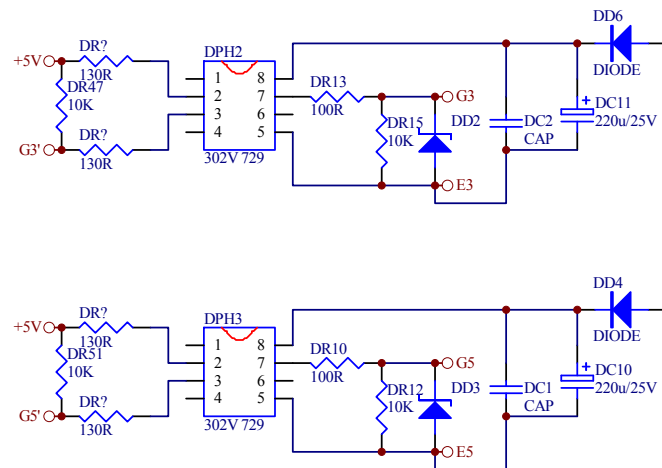 DD6
+5V DR? DPH2
130R DIODE
DR47 1 8 DR13 G3
10K 2 7 DD2 DC2 + DC11
3 6 100R DR15 CAP 220u/25V
G3' DR? 4 5 10K
130R 302V 729 E3
DD4
+5V DR? DPH3
130R DIODE
DR51 1 8 DR10 G5
10K 2 7 DD3 DC1 + DC10
3 6 100R DR12 CAP 220u/25V
G5' DR? 4 5 10K
130R 302V 729 E5